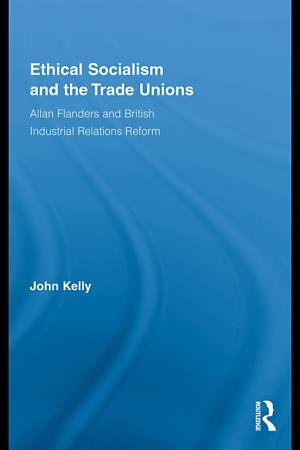 Ethical Socialism
and the Trade Unions
Allan Flanders and British
Industrial Relations Reform
John Kelly
ROUTLEDGE